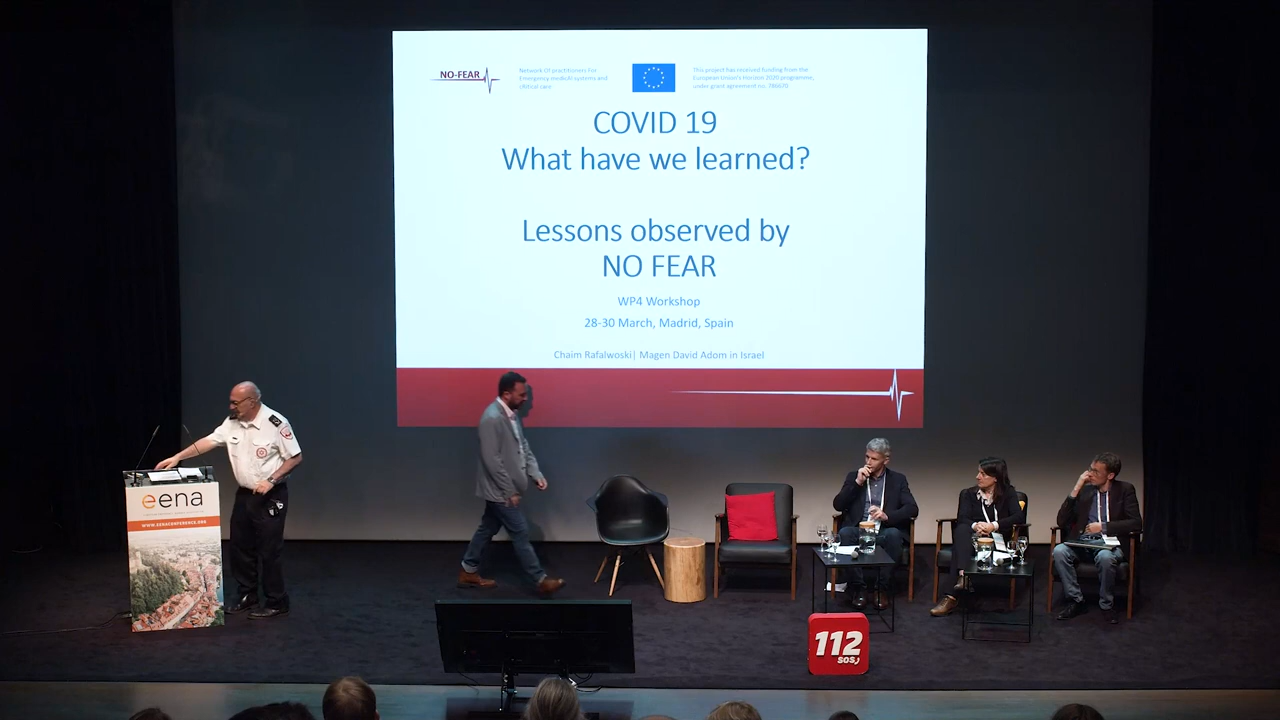 NO-FEAR
Network Of practitioners For
Emergency medicAl systems and
cRitical care
This project has received funding from the
European Union's Horizon 2020 programme,
under grant agreement no. 786670
COVID 19
What have we learned?
Lessons observed by
NO FEAR
WP4 Workshop
28-30 March, Madrid, Spain
Chaim Rafalwoski| Magen David Adom in Israel
eena
WWW.EENACONFERENCE.ORG
112
SOS